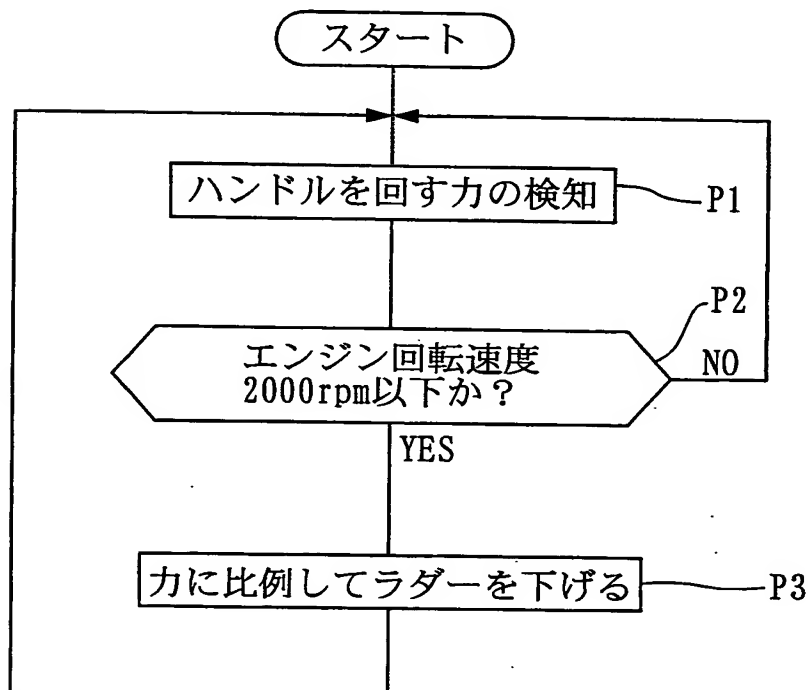 スタート
ハンドルを回す力の検知
P1
P2
エンジン回転速度
2000rpm以下か?
NO
YES
力に比例してラダーを下げる
P3